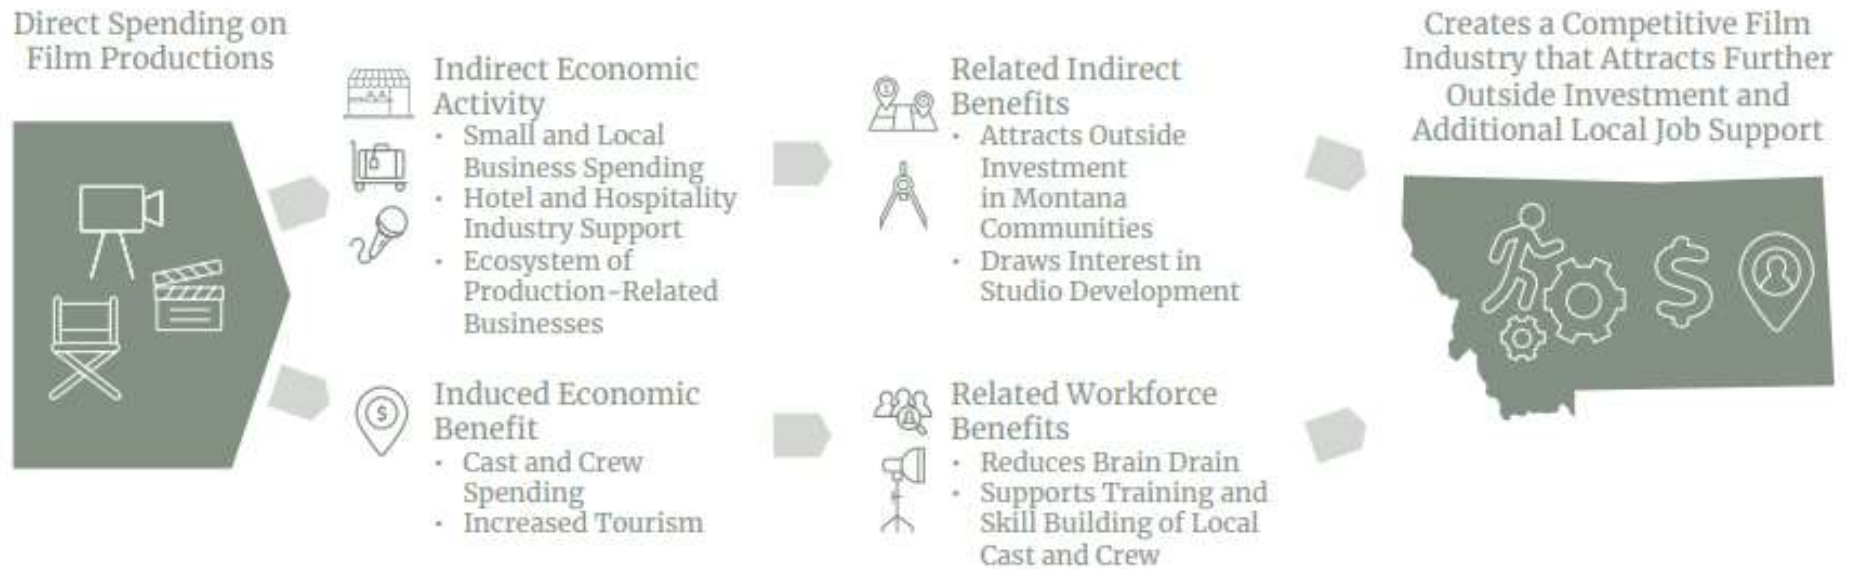 Direct Spending on
Film Productions
Indirect Economic
Activity
• Small and Local
Business Spending
• Hotel and Hospitality
Industry Support
• Ecosystem of
Production-Related
Businesses
Induced Economic
Benefit
• Cast and Crew
Spending
• Increased Tourism
Related Indirect
Benefits
• Attracts Outside
Investment
in Montana
Communities
• Draws Interest in
Studio Development
Related Workforce
Benefits
• Reduces Brain Drain
• Supports Training and
Skill Building of Local
Cast and Crew
Creates a Competitive Film
Industry that Attracts Further
Outside Investment and
Additional Local Job Support